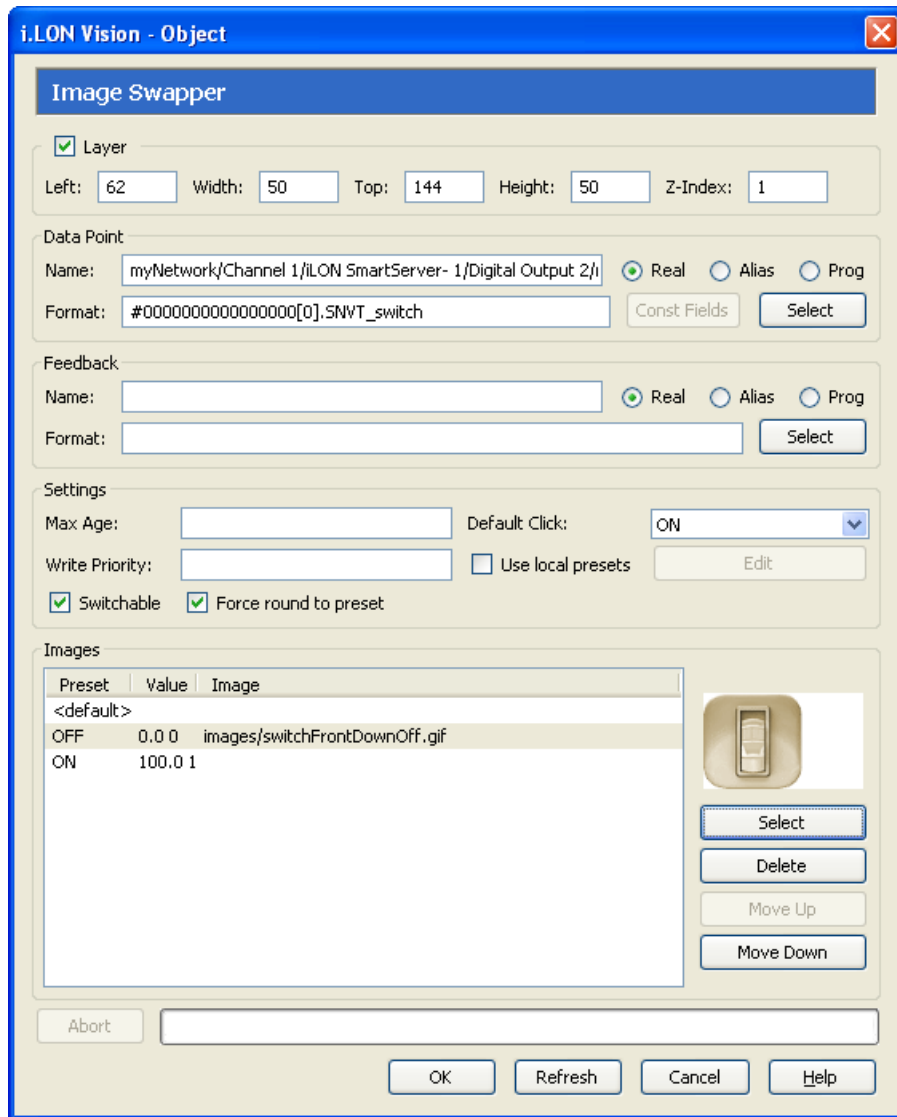 i.LON Vision - Object
Image Swapper
Layer
Left: 62 Width: 50 Top: 144 Height: 50 Z-Index: 1
Data Point
Name: myNetwork/Channel 1/iLON SmartServer- 1/Digital Output 2/ Real Alias Prog
Format: #0000000000000000[0].SNVT_switch Const Fields Select
Feedback
Name: Real Alias Prog
Format: Select
Settings
Max Age: Default Click: ON
Write Priority: Use local presets Edit
Switchable Force round to preset
Images
Preset Value Image
<default>
OFF 0.0 0 images/switchFrontDownOff.gif
ON 100.0 1
Select
Delete
Move Up
Move Down
Abort
OK Refresh Cancel Help